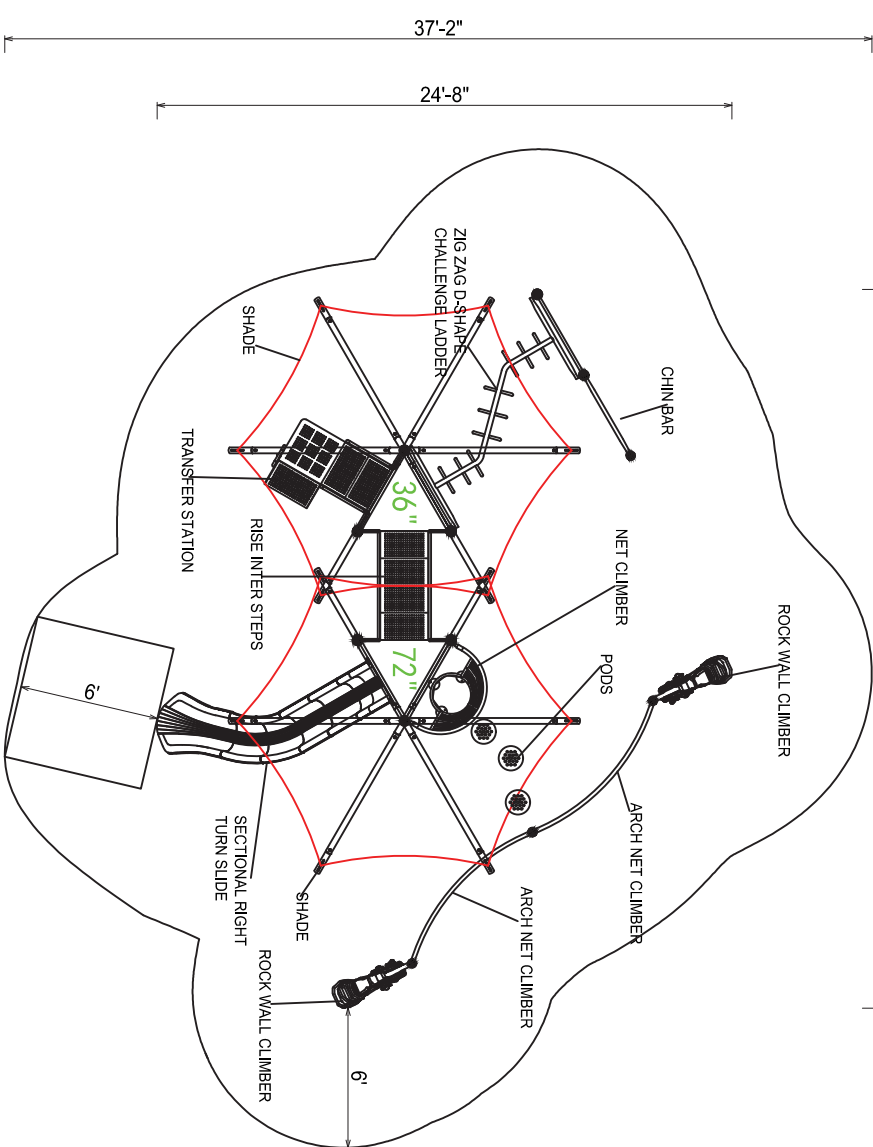 37'-2"
24'-8"
ZIG ZAG D-SHAPE
CHALLENGE LADDER
SHADE
CHIN BAR
TRANSFER STATION
36"
RISE INTER STEPS
NET CLIMBER
ROCK WALL CLIMBER
72"
PODS
6'
SECTIONAL RIGHT
TURN SLIDE
ARCH NET CLIMBER
SHADE
ARCH NET CLIMBER
ROCK WALL CLIMBER
6'